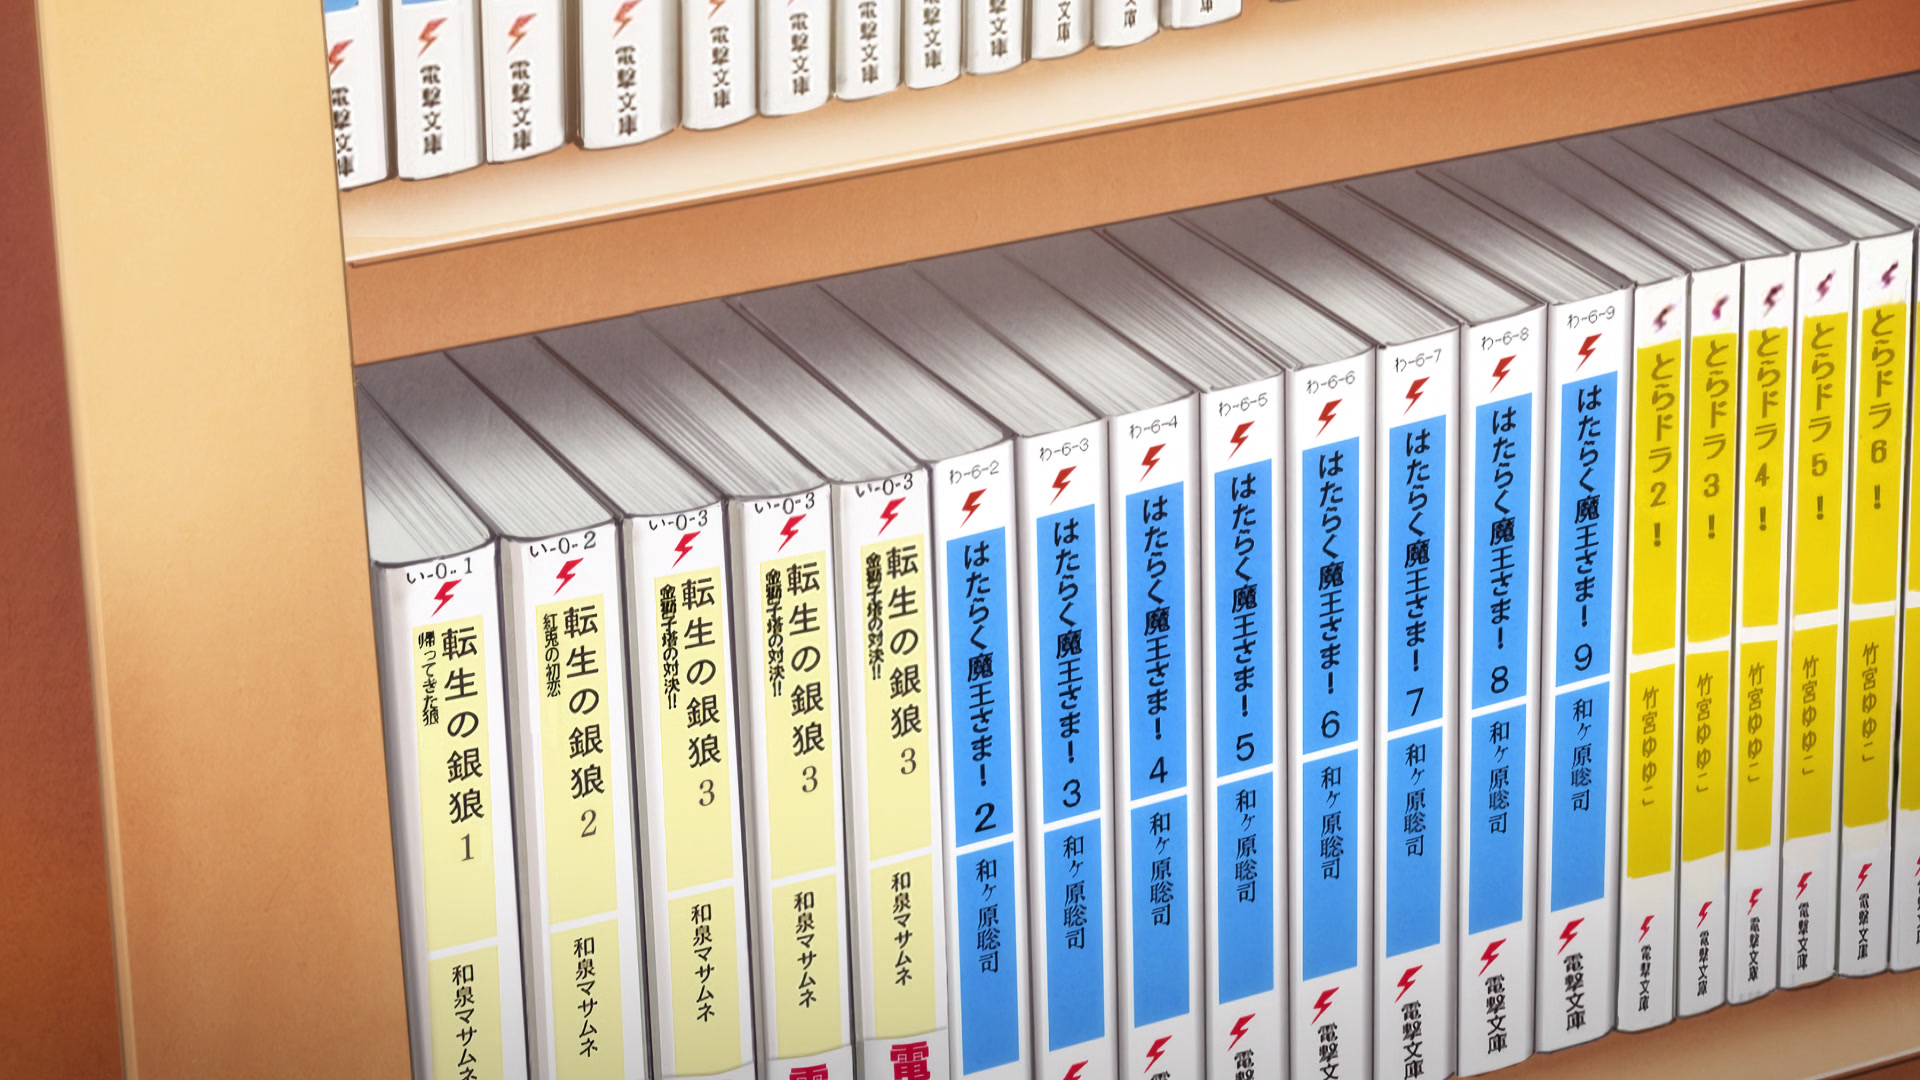 電撃文庫
電撃文庫
電撃文庫
電撃文庫
電撃文庫
電撃文庫
電撃文庫
電撃文庫
電撃文庫
文庫
庫
い-0-1
転生の銀狼 1
帰ってきた狼
和泉マサムネ
い-0-2
転生の銀狼 2
紅兎の初恋
和泉マサムネ
い-0-3
転生の銀狼 3
金獅子塔の対決!!
和泉マサムネ
い-0-3
転生の銀狼 3
金獅子塔の対決!!
和泉マサムネ
電
い-0-3
転生の銀狼 3
金獅子塔の対決!!
和泉マサムネ
電
わ-6-2
はたらく魔王さま! 2
和ヶ原聡司
わ-6-3
はたらく魔王さま! 3
和ヶ原聡司
わ-6-4
はたらく魔王さま! 4
和ヶ原聡司
電
わ-6-5
はたらく魔王さま! 5
和ヶ原聡司
電撃
わ-6-6
はたらく魔王さま! 6
和ヶ原聡司
電撃文
わ-6-7
はたらく魔王さま! 7
和ヶ原聡司
電撃文庫
わ-6-8
はたらく魔王さま! 8
和ヶ原聡司
電撃文庫
わ-6-9
はたらく魔王さま! 9
和ヶ原聡司
電撃文庫
とらドラ2!
竹宮ゆゆこ
電撃文庫
とらドラ3!
竹宮ゆゆこ
電撃文庫
とらドラ4!
竹宮ゆゆこ
電撃文庫
とらドラ5!
竹宮ゆゆこ
電撃文庫
とらドラ6!
竹宮ゆゆこ
電撃文庫